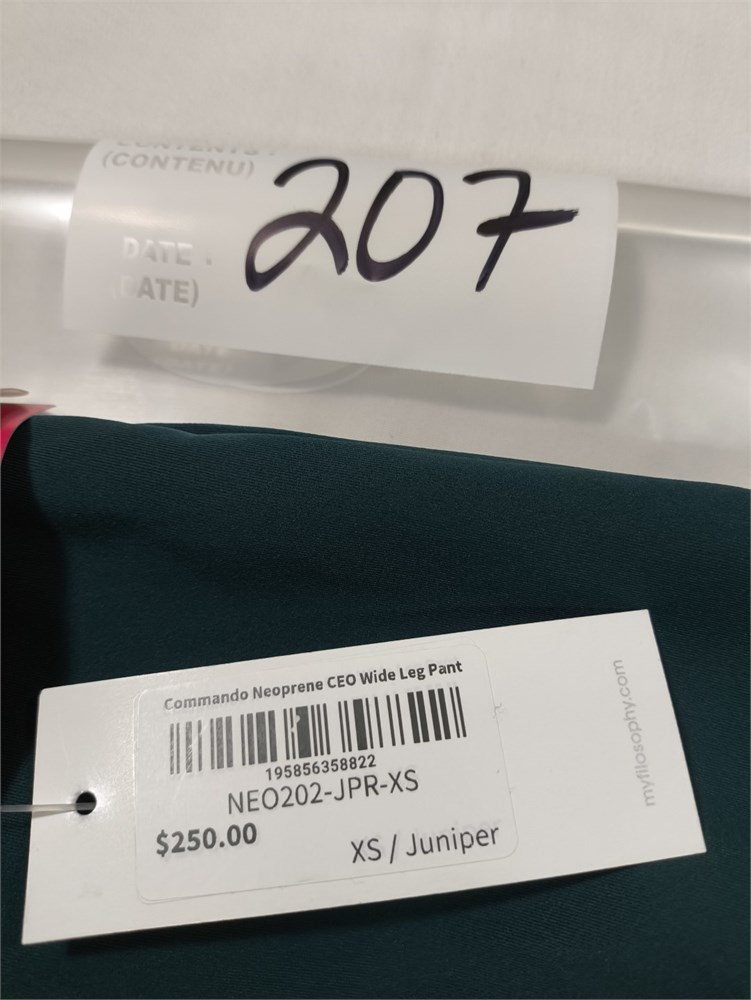 (CONTENU)
207
DATE :
(DATE)
Commando Neoprene CEO Wide Leg Pant
195856358822
NEO202-JPR-XS
$250.00
XS / Juniper
myfilosophy.com